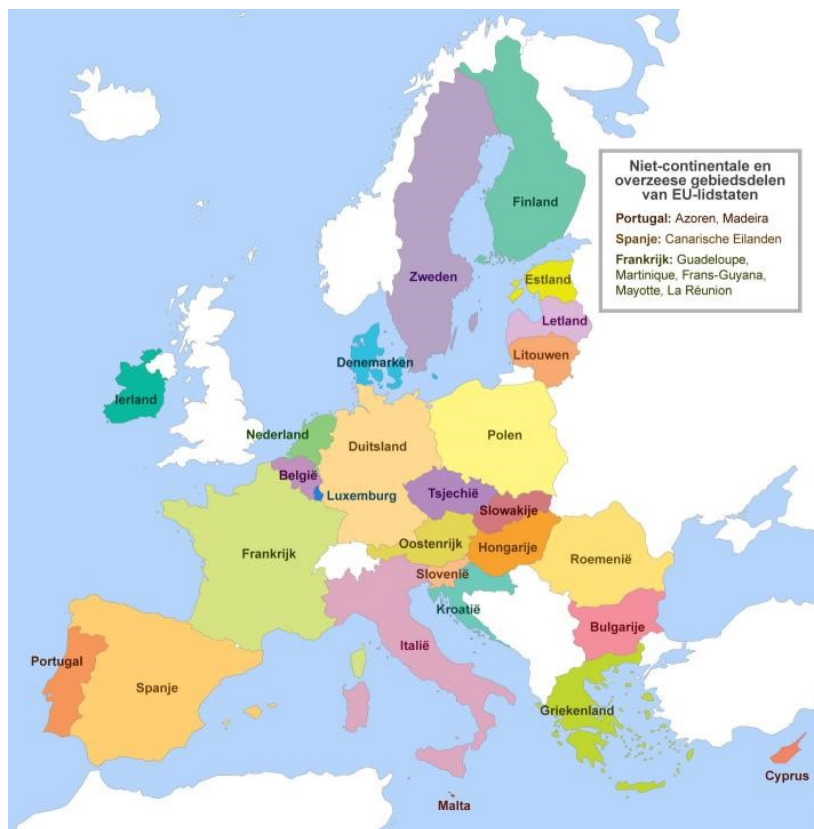 Niet-continentale en
overzeese gebiedsdelen
van EU-lidstaten
Portugal: Azoren, Madeira
Spanje: Canarische Eilanden
Frankrijk: Guadeloupe,
Martinique, Frans-Guyana,
Mayotte, La Réunion
Finland
Zweden
Estland
Letland
Litouwen
Denemarken
Ierland
Nederland
Duitsland
Polen
België
Luxemburg
Tsjechië
Slowakije
Frankrijk
Oostenrijk
Hongarije
Roemenië
Slovenië
Kroatië
Bulgarije
Italië
Portugal
Spanje
Griekenland
Cyprus
Malta